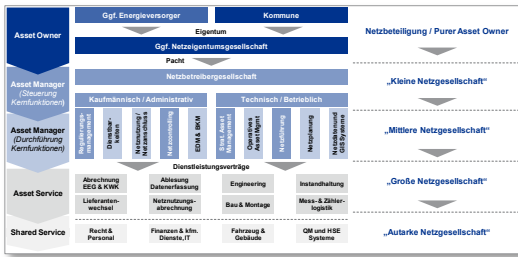 Asset Owner
Ggf. Energieversorger
Kommune
Eigentum
Ggf. Netzeigentumsgesellschaft
Pacht
Netzbeteiligung / Purer Asset Owner
Asset Manager
(Steuerung
Kernfunktionen)
Netzbetreibergesellschaft
„Kleine Netzgesellschaft“
Asset Manager
(Durchführung
Kernfunktionen)
Kaufmännisch / Administrativ
Technisch / Betrieblich
Regulierungs-
management
Dienstbar-
keiten
Netznutzung /
Netzanschluss
Netzcontrolling
EDM & BKM
Strat. Asset
Management
Operatives
Asset Mgmt
Netzführung
Netzplanung
Netzdaten und
GIS Systeme
„Mittlere Netzgesellschaft“
Dienstleistungsverträge
Asset Service
Abrechnung
EEG & KWK
Ablesung
Datenerfassung
Engineering
Instandhaltung
Lieferanten-
wechsel
Netznutzungs-
abrechnung
Bau & Montage
Mess- & Zähler-
logistik
„Große Netzgesellschaft“
Shared Service
Recht &
Personal
Finanzen & kfm.
Dienste, IT
Fahrzeug &
Gebäude
QM und HSE
Systeme
„Autarke Netzgesellschaft“